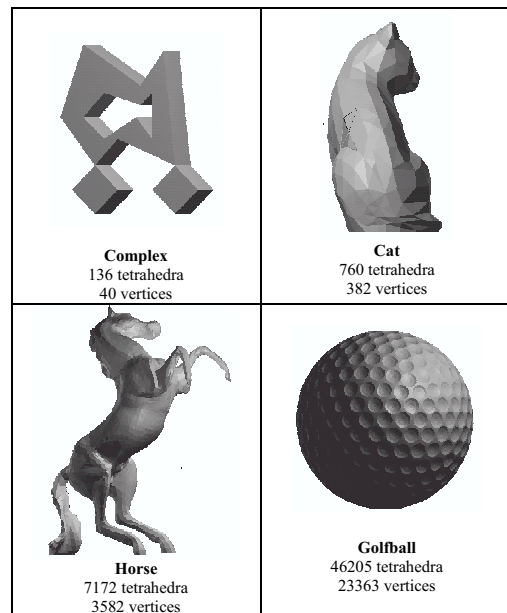 Complex
136 tetrahedra
40 vertices
Cat
760 tetrahedra
382 vertices
Horse
7172 tetrahedra
3582 vertices
Golfball
46205 tetrahedra
23363 vertices